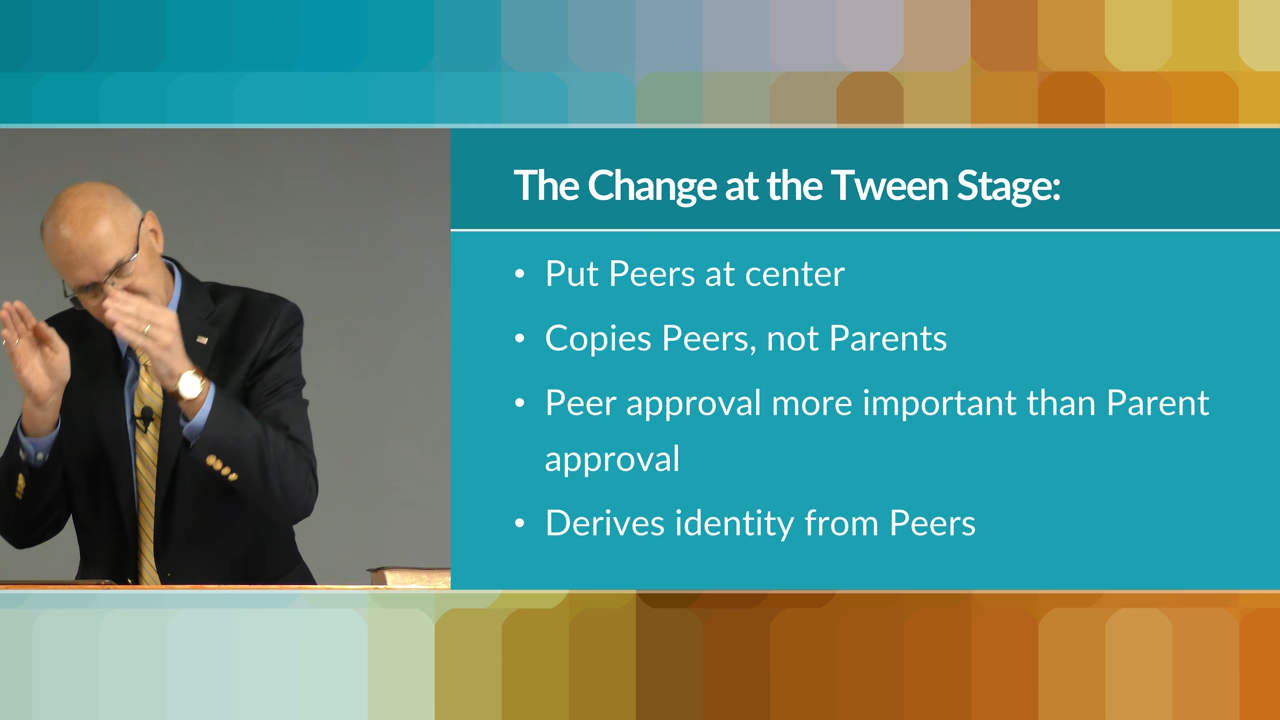 The Change at the Tween Stage:
• Put Peers at center
• Copies Peers, not Parents
• Peer approval more important than Parent
approval
• Derives identity from Peers